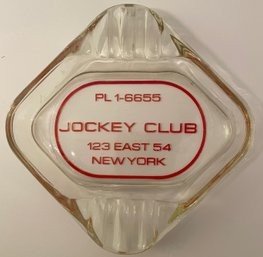 PL 1-6655
JOCKEY CLUB
123 EAST 54
NEW YORK